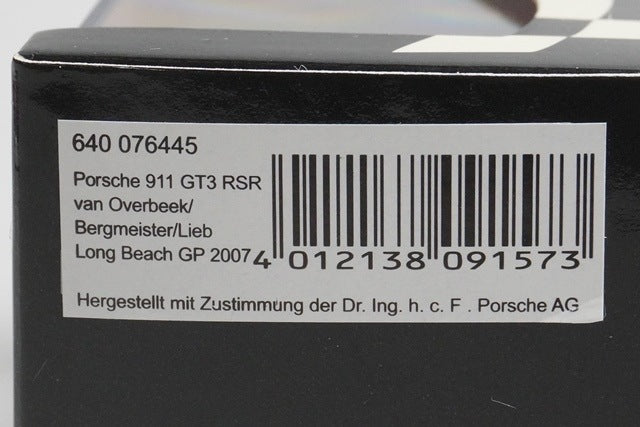 640 076445
Porsche 911 GT3 RSR
van Overbeek/
Bergmeister/Lieb
Long Beach GP 2007
4 012138 091573
Hergestellt mit Zustimmung der Dr. Ing. h. c. F . Porsche AG